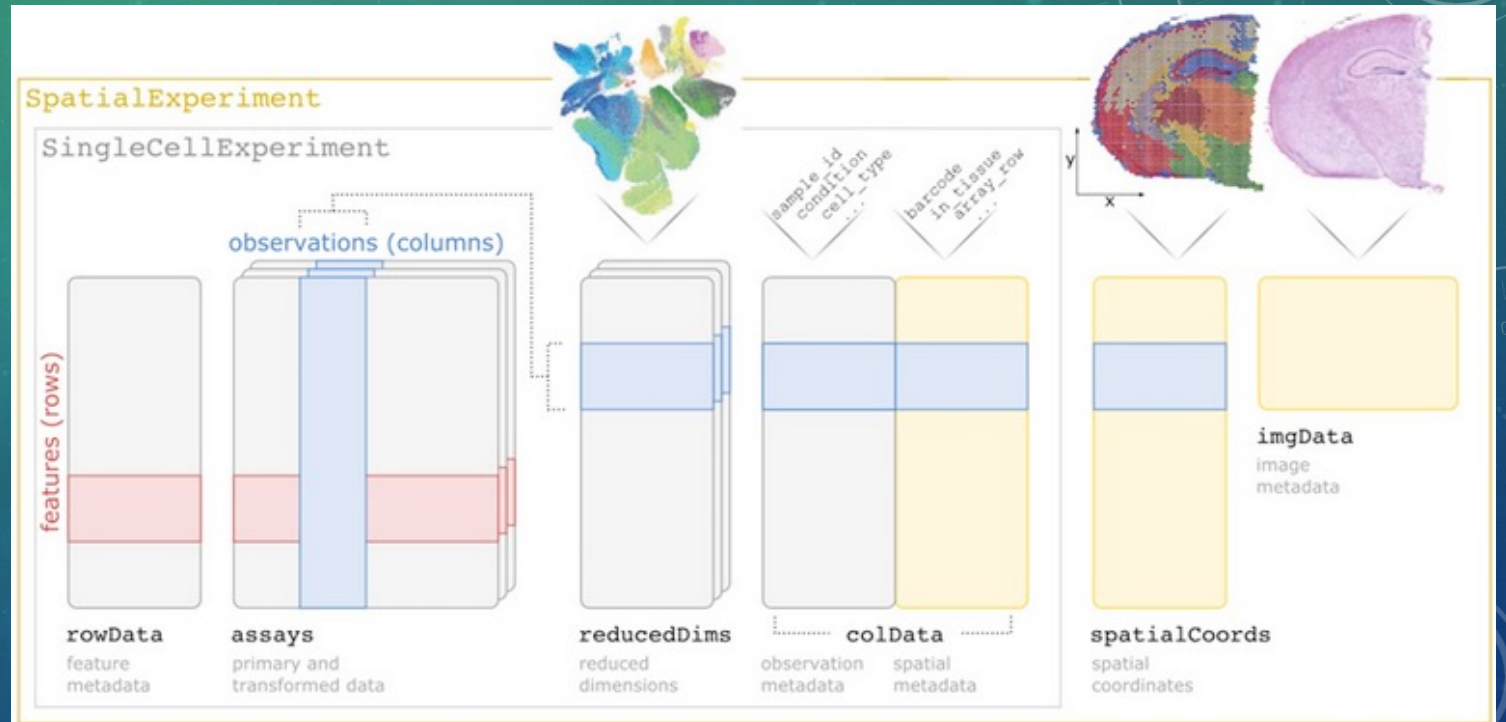 SpatialExperiment
SingleCellExperiment
sample_id
condition
cell_type
...
barcode
in_tissue
array_row
...
y
x
observations (columns)
features (rows)
rowData
feature
metadata
assays
primary and
transformed data
reducedDims
reduced
dimensions
colData
observation
metadata
spatial
metadata
spatialCoords
spatial
coordinates
imgData
image
metadata